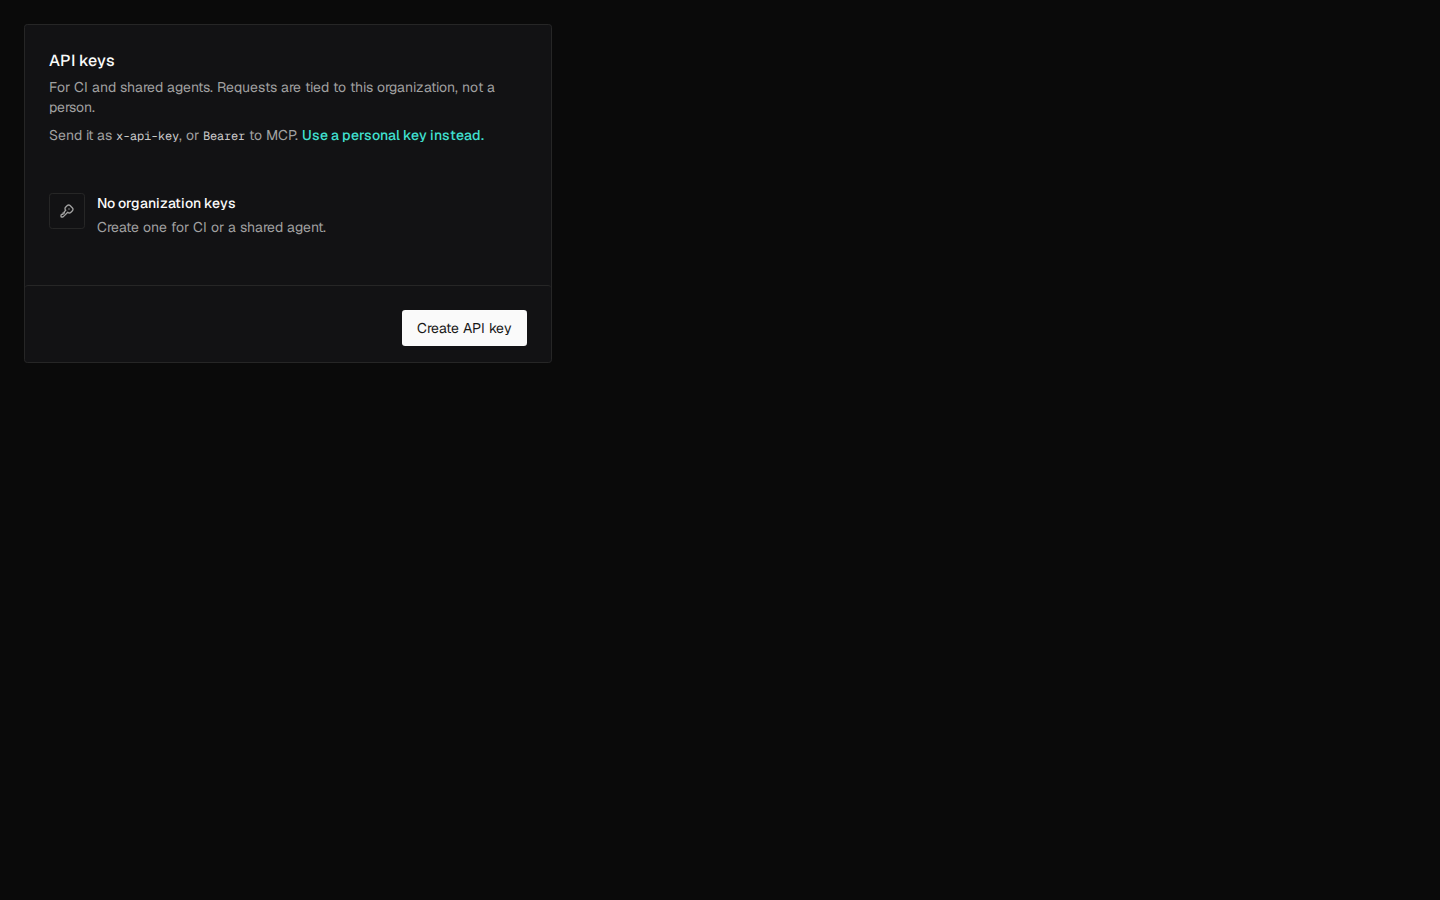 API keys
For CI and shared agents. Requests are tied to this organization, not a
person.
Send it as x-api-key, or Bearer to MCP. Use a personal key instead.
No organization keys
Create one for CI or a shared agent.
Create API key